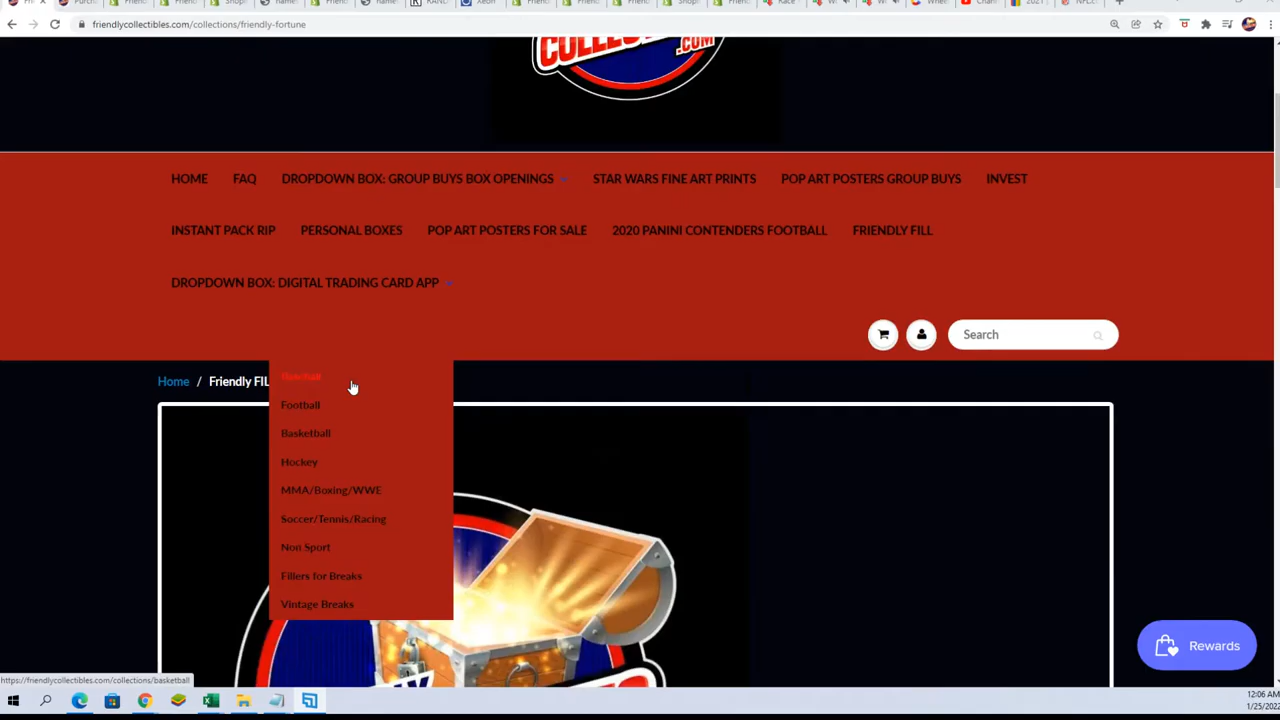 friendlycollectibles.com/collections/friendly-fortune
.COM
HOME FAQ DROPDOWN BOX: GROUP BUYS BOX OPENINGS STAR WARS FINE ART PRINTS POP ART POSTERS GROUP BUYS INVEST
INSTANT PACK RIP PERSONAL BOXES POP ART POSTERS FOR SALE 2020 PANINI CONTENDERS FOOTBALL FRIENDLY FILL
DROPDOWN BOX: DIGITAL TRADING CARD APP
Search
Home / Friendly FIL
Football
Basketball
Hockey
MMA/Boxing/WWE
Soccer/Tennis/Racing
Non Sport
Fillers for Breaks
Vintage Breaks
Rewards
https://friendlycollectibles.com/collections/basketball
12:06 AM
1/25/2022